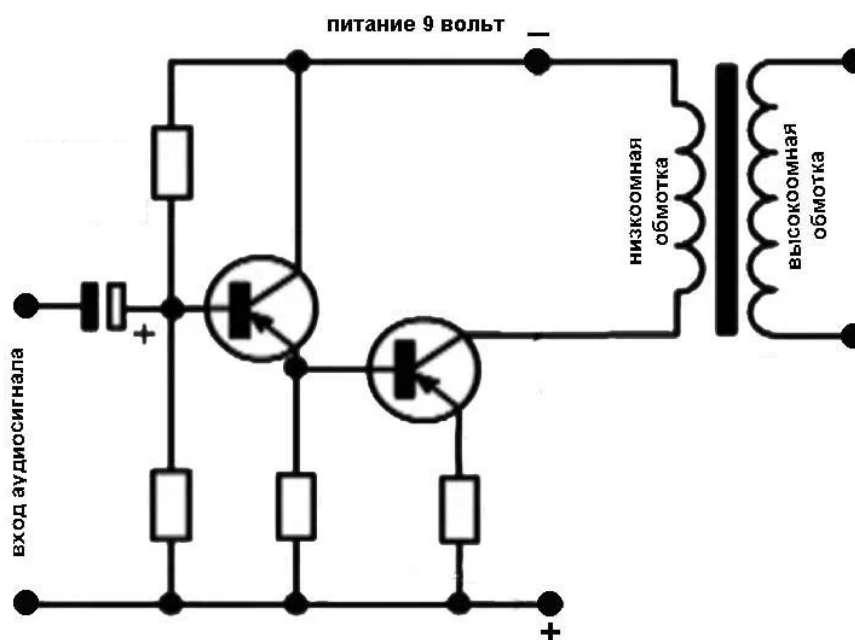 питание 9 вольт
−
низкоомная
обмотка
высокоомная
обмотка
+
вход аудиосигнала
+